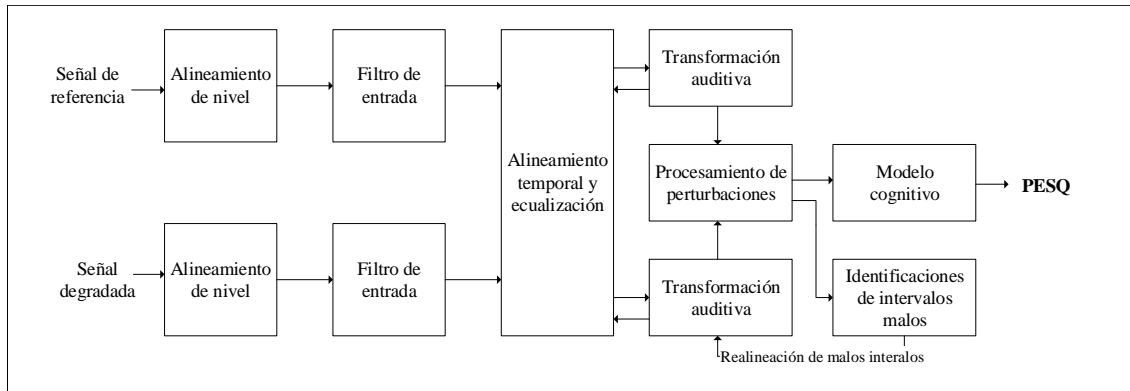 Señal de
referencia
Alineamiento
de nivel
Filtro de
entrada
Alineamiento
temporal y
ecualización
Transformación
auditiva
Procesamiento de
perturbaciones
Modelo
cognitivo
PESQ
Señal
degradada
Alineamiento
de nivel
Filtro de
entrada
Transformación
auditiva
Identificaciones
de intervalos
malos
Realineación de malos interalos